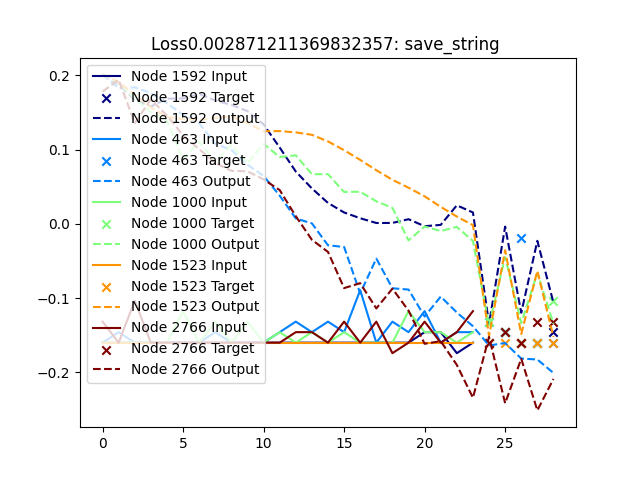 Loss0.002871211369832357: save_string
0.2
0.1
0.0
−0.1
−0.2
Node 1592 Input
Node 1592 Target
Node 1592 Output
Node 463 Input
Node 463 Target
Node 463 Output
Node 1000 Input
Node 1000 Target
Node 1000 Output
Node 1523 Input
Node 1523 Target
Node 1523 Output
Node 2766 Input
Node 2766 Target
Node 2766 Output
0 5 10 15 20 25